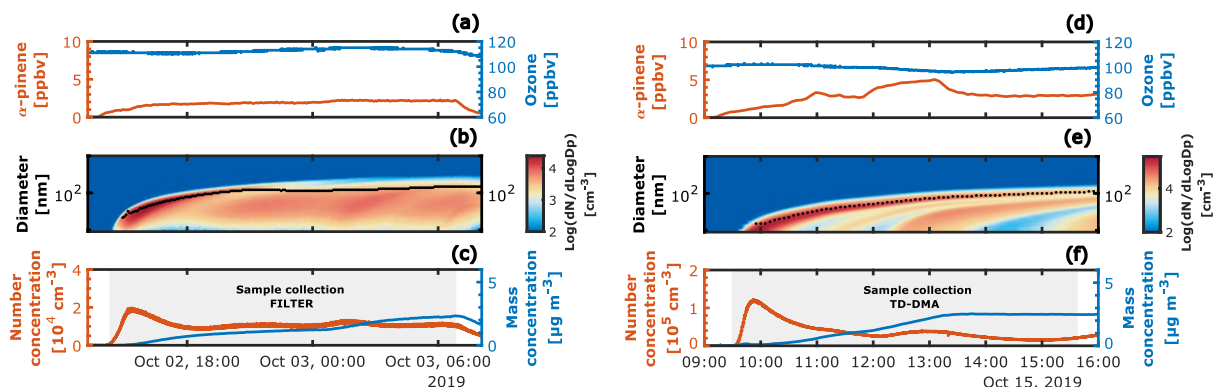 (a)
10
5
0
α-pinene
[ppbv]
120
100
80
60
Ozone
[ppbv]
(b)
Diameter
[nm]
10²
10²
4
3
2
Log(dN/dLogDp)
[cm⁻³]
(c)
Number
concentration
[10⁴ cm⁻³]
4
2
0
Sample collection
FILTER
5
0
Mass
concentration
[µg m⁻³]
Oct 02, 18:00
Oct 03, 00:00
Oct 03, 06:00
2019
(d)
10
5
0
α-pinene
[ppbv]
120
100
80
60
Ozone
[ppbv]
(e)
Diameter
[nm]
10²
10²
4
2
Log(dN/dLogDp)
[cm⁻³]
(f)
Number
concentration
[10⁵ cm⁻³]
2
1
0
Sample collection
TD-DMA
5
0
Mass
concentration
[µg m⁻³]
09:00 10:00 11:00 12:00 13:00 14:00 15:00 16:00
Oct 15, 2019